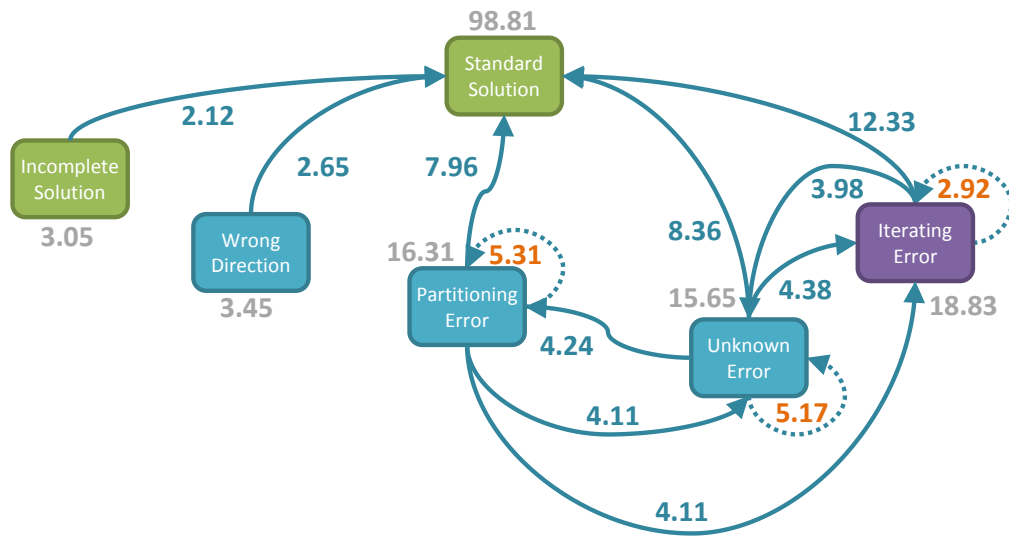 98.81
Standard
Solution
2.12
12.33
Incomplete
Solution
2.65
7.96
3.98
2.92
3.05
Wrong
Direction
8.36
Iterating
Error
16.31
5.31
3.45
Partitioning
Error
15.65
4.38
18.83
4.24
Unknown
Error
4.11
5.17
4.11